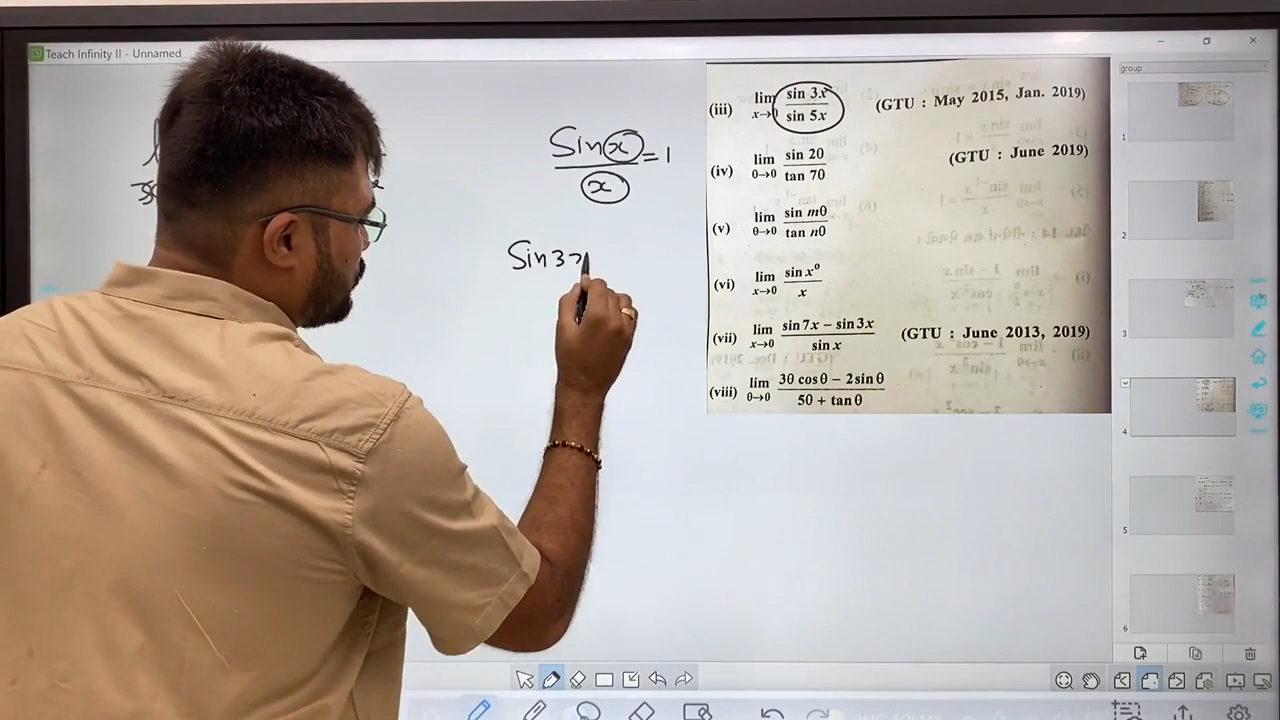 Teach Infinity II - Unnamed
Sin x
x
= 1
Sin 3x
(iii) lim x→0 sin 3x / sin 5x (GTU : May 2015, Jan. 2019)
(iv) lim θ→0 sin 2θ / tan 7θ (GTU : June 2019)
(v) lim θ→0 sin mθ / tan nθ
(vi) lim x→0 sin x° / x
(vii) lim x→0 sin 7x − sin 3x / sin x (GTU : June 2013, 2019)
(viii) lim θ→0 3θ cos θ − 2 sin θ / 5θ + tan θ
group
1
2
3
4
5
6